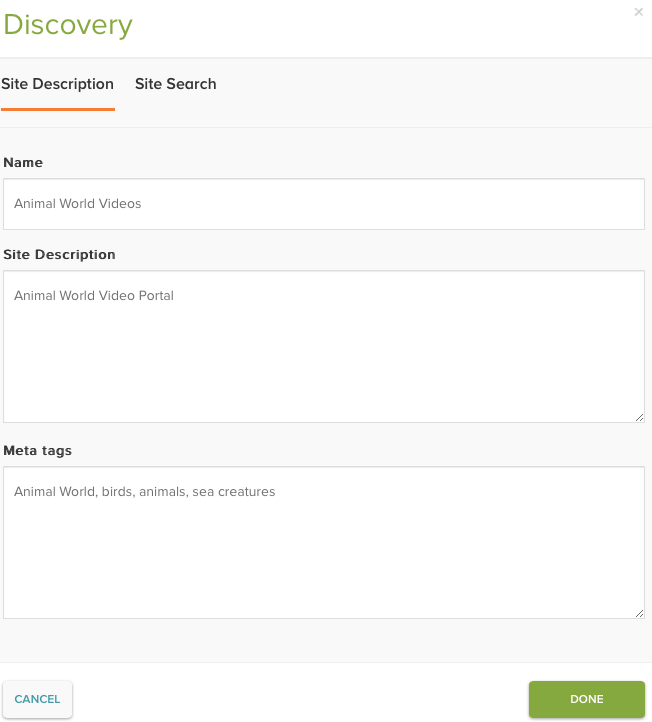 Discovery
×
Site Description Site Search
Name
Animal World Videos
Site Description
Animal World Video Portal
Meta tags
Animal World, birds, animals, sea creatures
CANCEL DONE